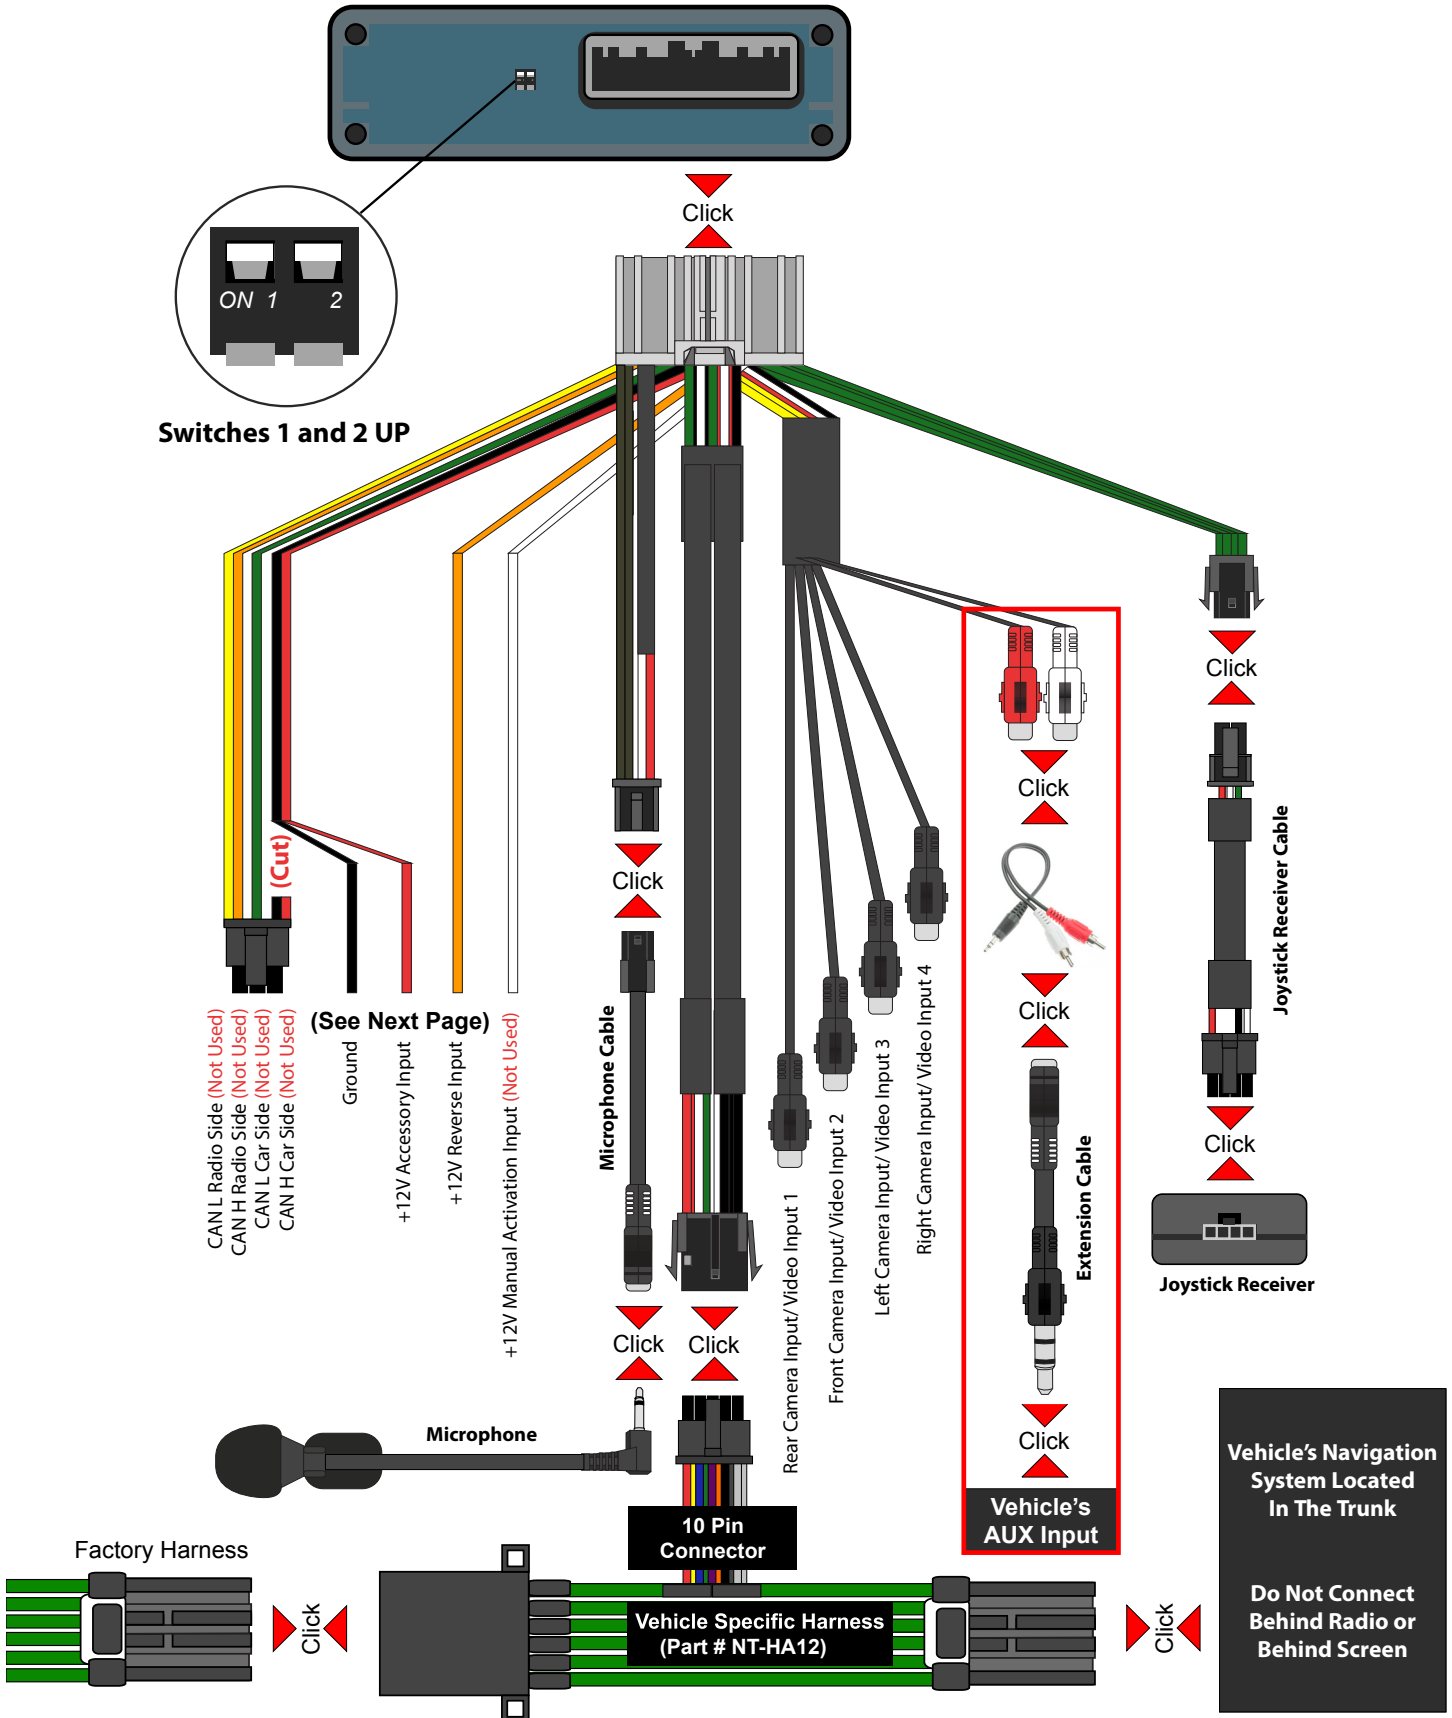 Click
ON 1 2
Switches 1 and 2 UP
Click
Click
(Cut)
Click
Joystick Receiver Cable
Click
(See Next Page)
CAN L Radio Side (Not Used)
CAN H Radio Side (Not Used)
CAN L Car Side (Not Used)
CAN H Car Side (Not Used)
Ground
+12V Accessory Input
+12V Reverse Input
+12V Manual Activation Input (Not Used)
Microphone Cable
Rear Camera Input/ Video Input 1
Front Camera Input/ Video Input 2
Left Camera Input/ Video Input 3
Right Camera Input/ Video Input 4
Extension Cable
Click
Joystick Receiver
Click
Click
Microphone
Click
Vehicle's
AUX Input
Vehicle's Navigation
System Located
In The Trunk
Do Not Connect
Behind Radio or
Behind Screen
10 Pin
Connector
Factory Harness
Click
Vehicle Specific Harness
(Part # NT-HA12)
Click